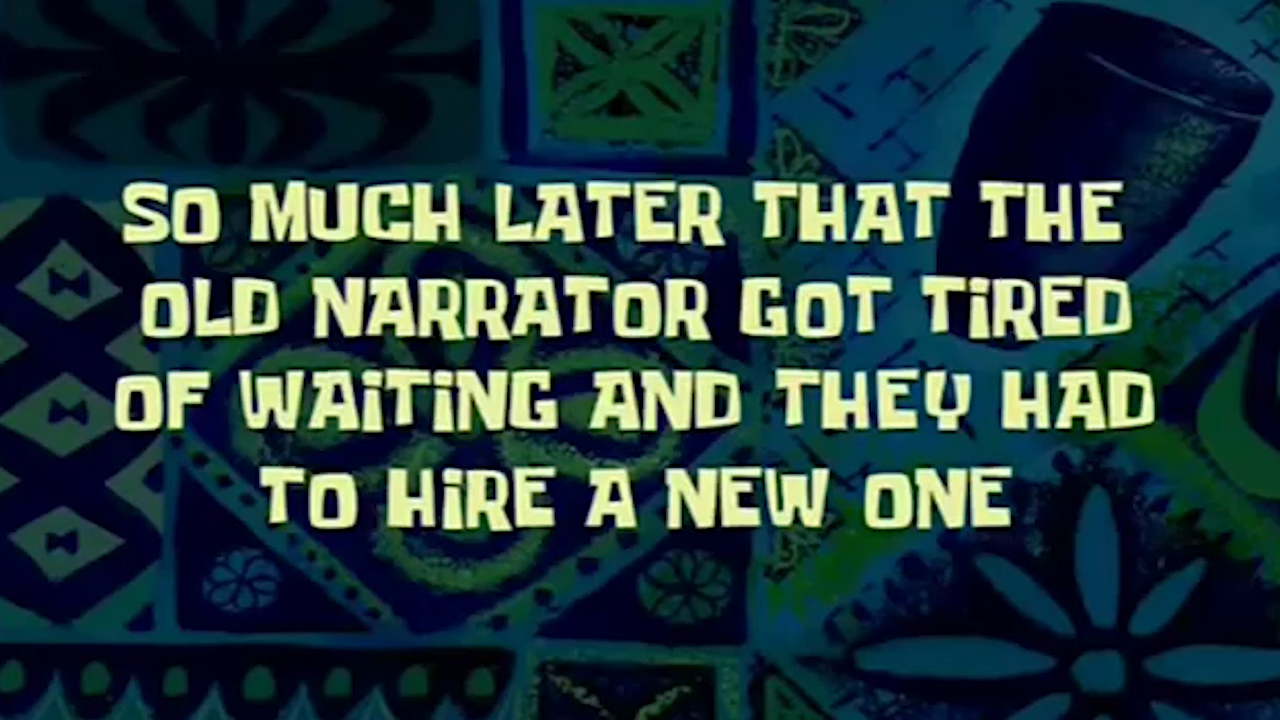 SO MUCH LATER THAT THE
OLD NARRATOR GOT TiRED
OF WAiTiNG AND THEY HAD
TO HiRE A NEW ONE